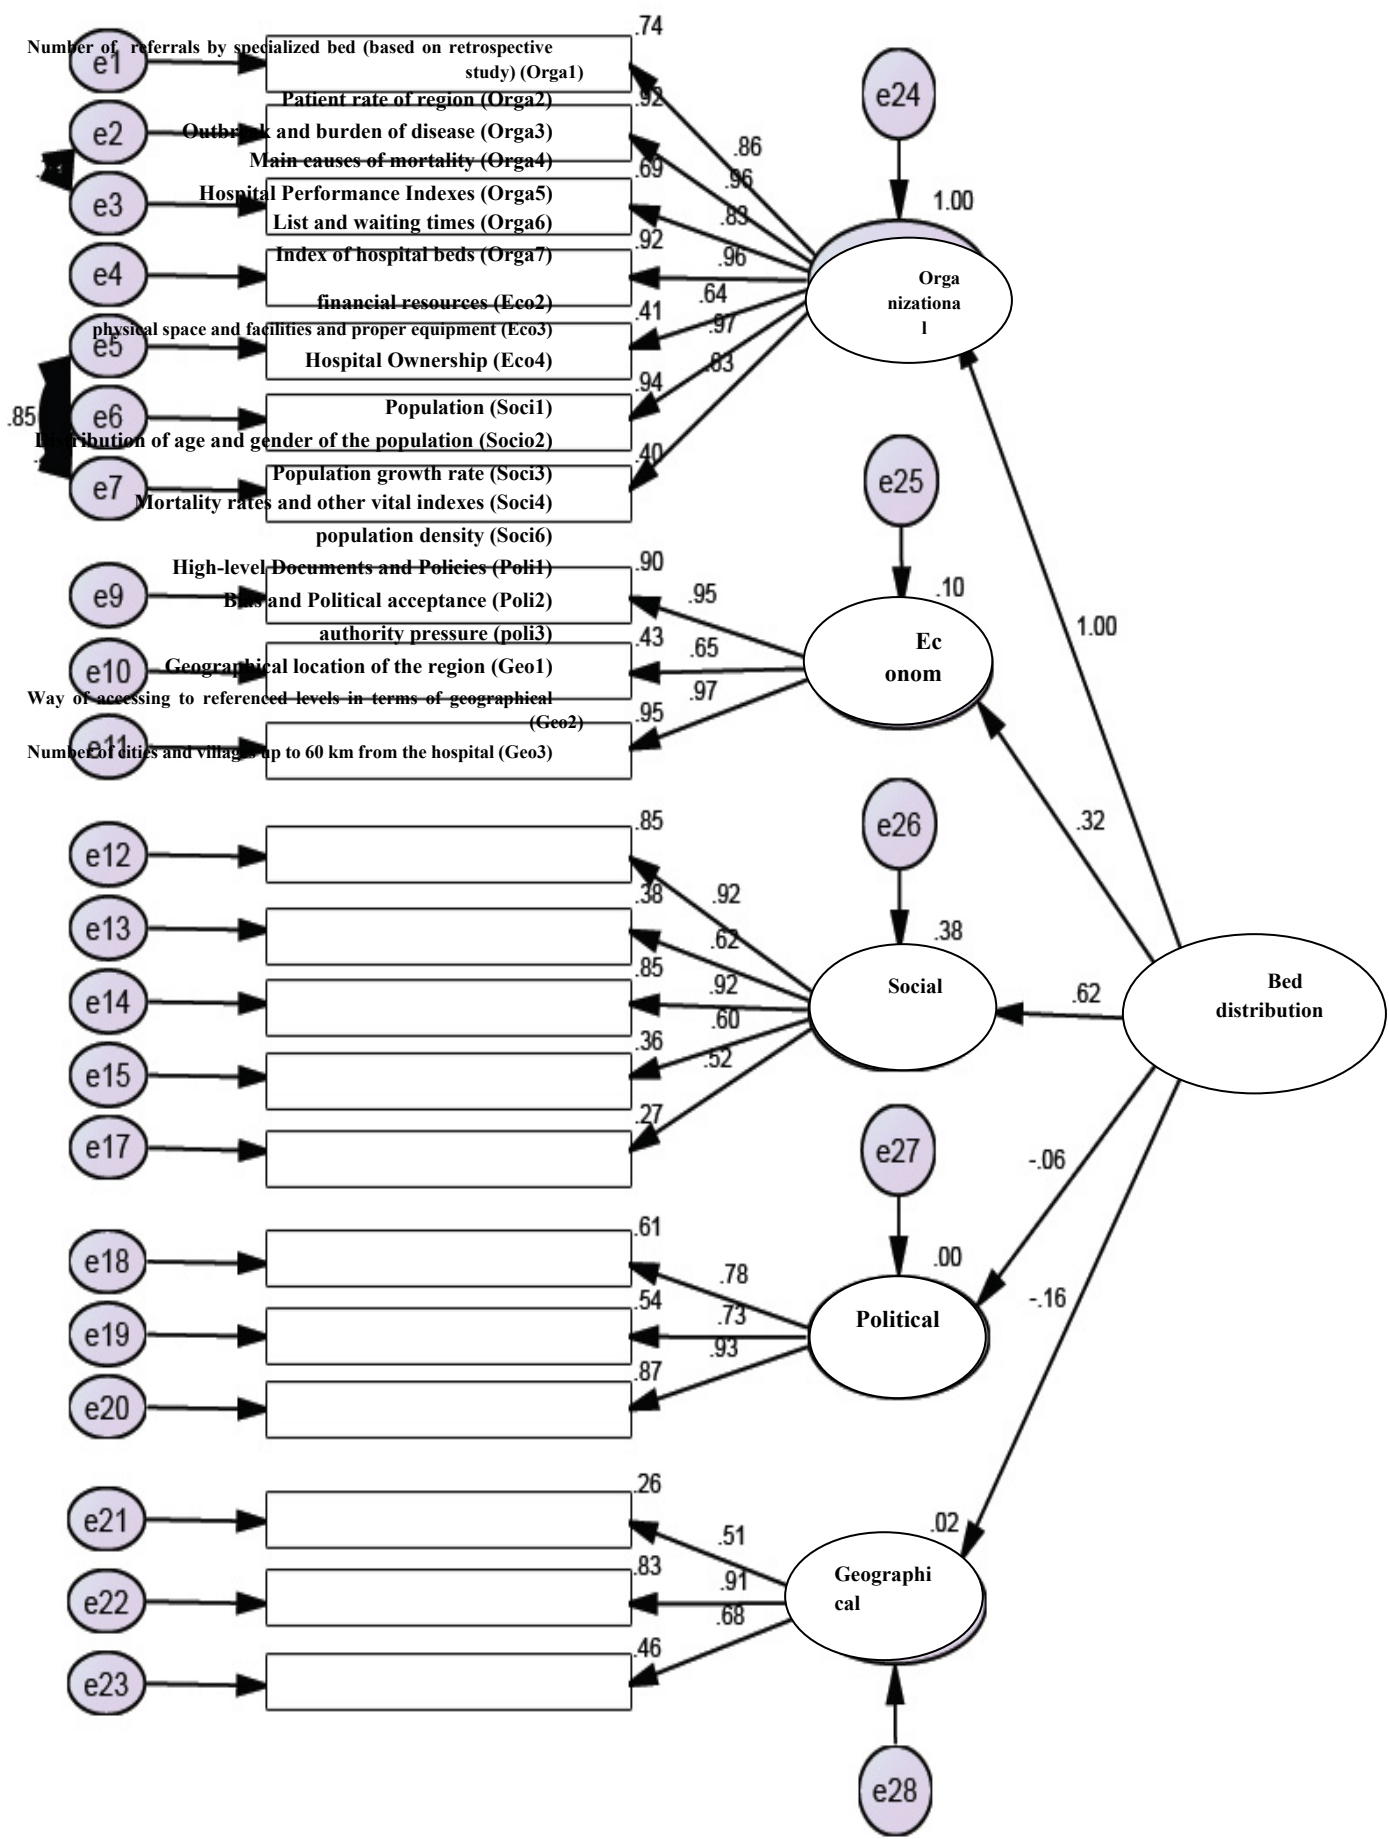 .74
Number of referrals by specialized bed (based on retrospective
study) (Orga1)
e1
e24
.92
Patient rate of region (Orga2)
e2
Outbreak and burden of disease (Orga3)
.86
Main causes of mortality (Orga4)
.69
.96
e3
Hospital Performance Indexes (Orga5)
1.00
List and waiting times (Orga6)
.83
.92
Index of hospital beds (Orga7)
.96
e4
Orga
nizationa
l
financial resources (Eco2)
.64
.41
physical space and facilities and proper equipment (Eco3)
.97
e5
Hospital Ownership (Eco4)
.63
.94
Population (Soci1)
.85
e6
Distribution of age and gender of the population (Socio2)
.40
Population growth rate (Soci3)
e25
e7
Mortality rates and other vital indexes (Soci4)
population density (Soci6)
.90
High-level Documents and Policies (Poli1)
.10
e9
Bias and Political acceptance (Poli2)
.95
authority pressure (poli3)
1.00
.43
.65
Ec
onom
e10
Geographical location of the region (Geo1)
.97
Way of accessing to referenced levels in terms of geographical
(Geo2)
.95
e11
Number of cities and villages up to 60 km from the hospital (Geo3)
.85
e26
.32
e12
.38
.92
e13
.62
.38
.85
.92
Social
Bed
distribution
e14
.62
.60
.36
.52
e15
.27
e17
e27
-.06
.61
e18
.00
.78
-.16
.54
.73
Political
e19
.93
.87
e20
.26
e21
.02
.51
.83
.91
Geographi
cal
e22
.68
.46
e23
e28